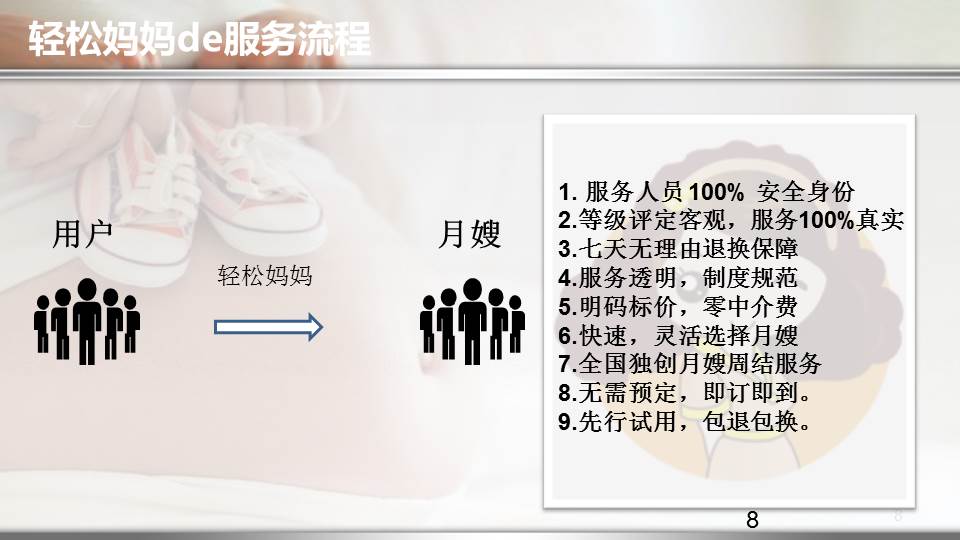 轻松妈妈de服务流程
用户
轻松妈妈
月嫂
1. 服务人员100% 安全身份
2.等级评定客观，服务100%真实
3.七天无理由退换保障
4.服务透明，制度规范
5.明码标价，零中介费
6.快速，灵活选择月嫂
7.全国独创月嫂周结服务
8.无需预定，即订即到。
9.先行试用，包退包换。
8
8